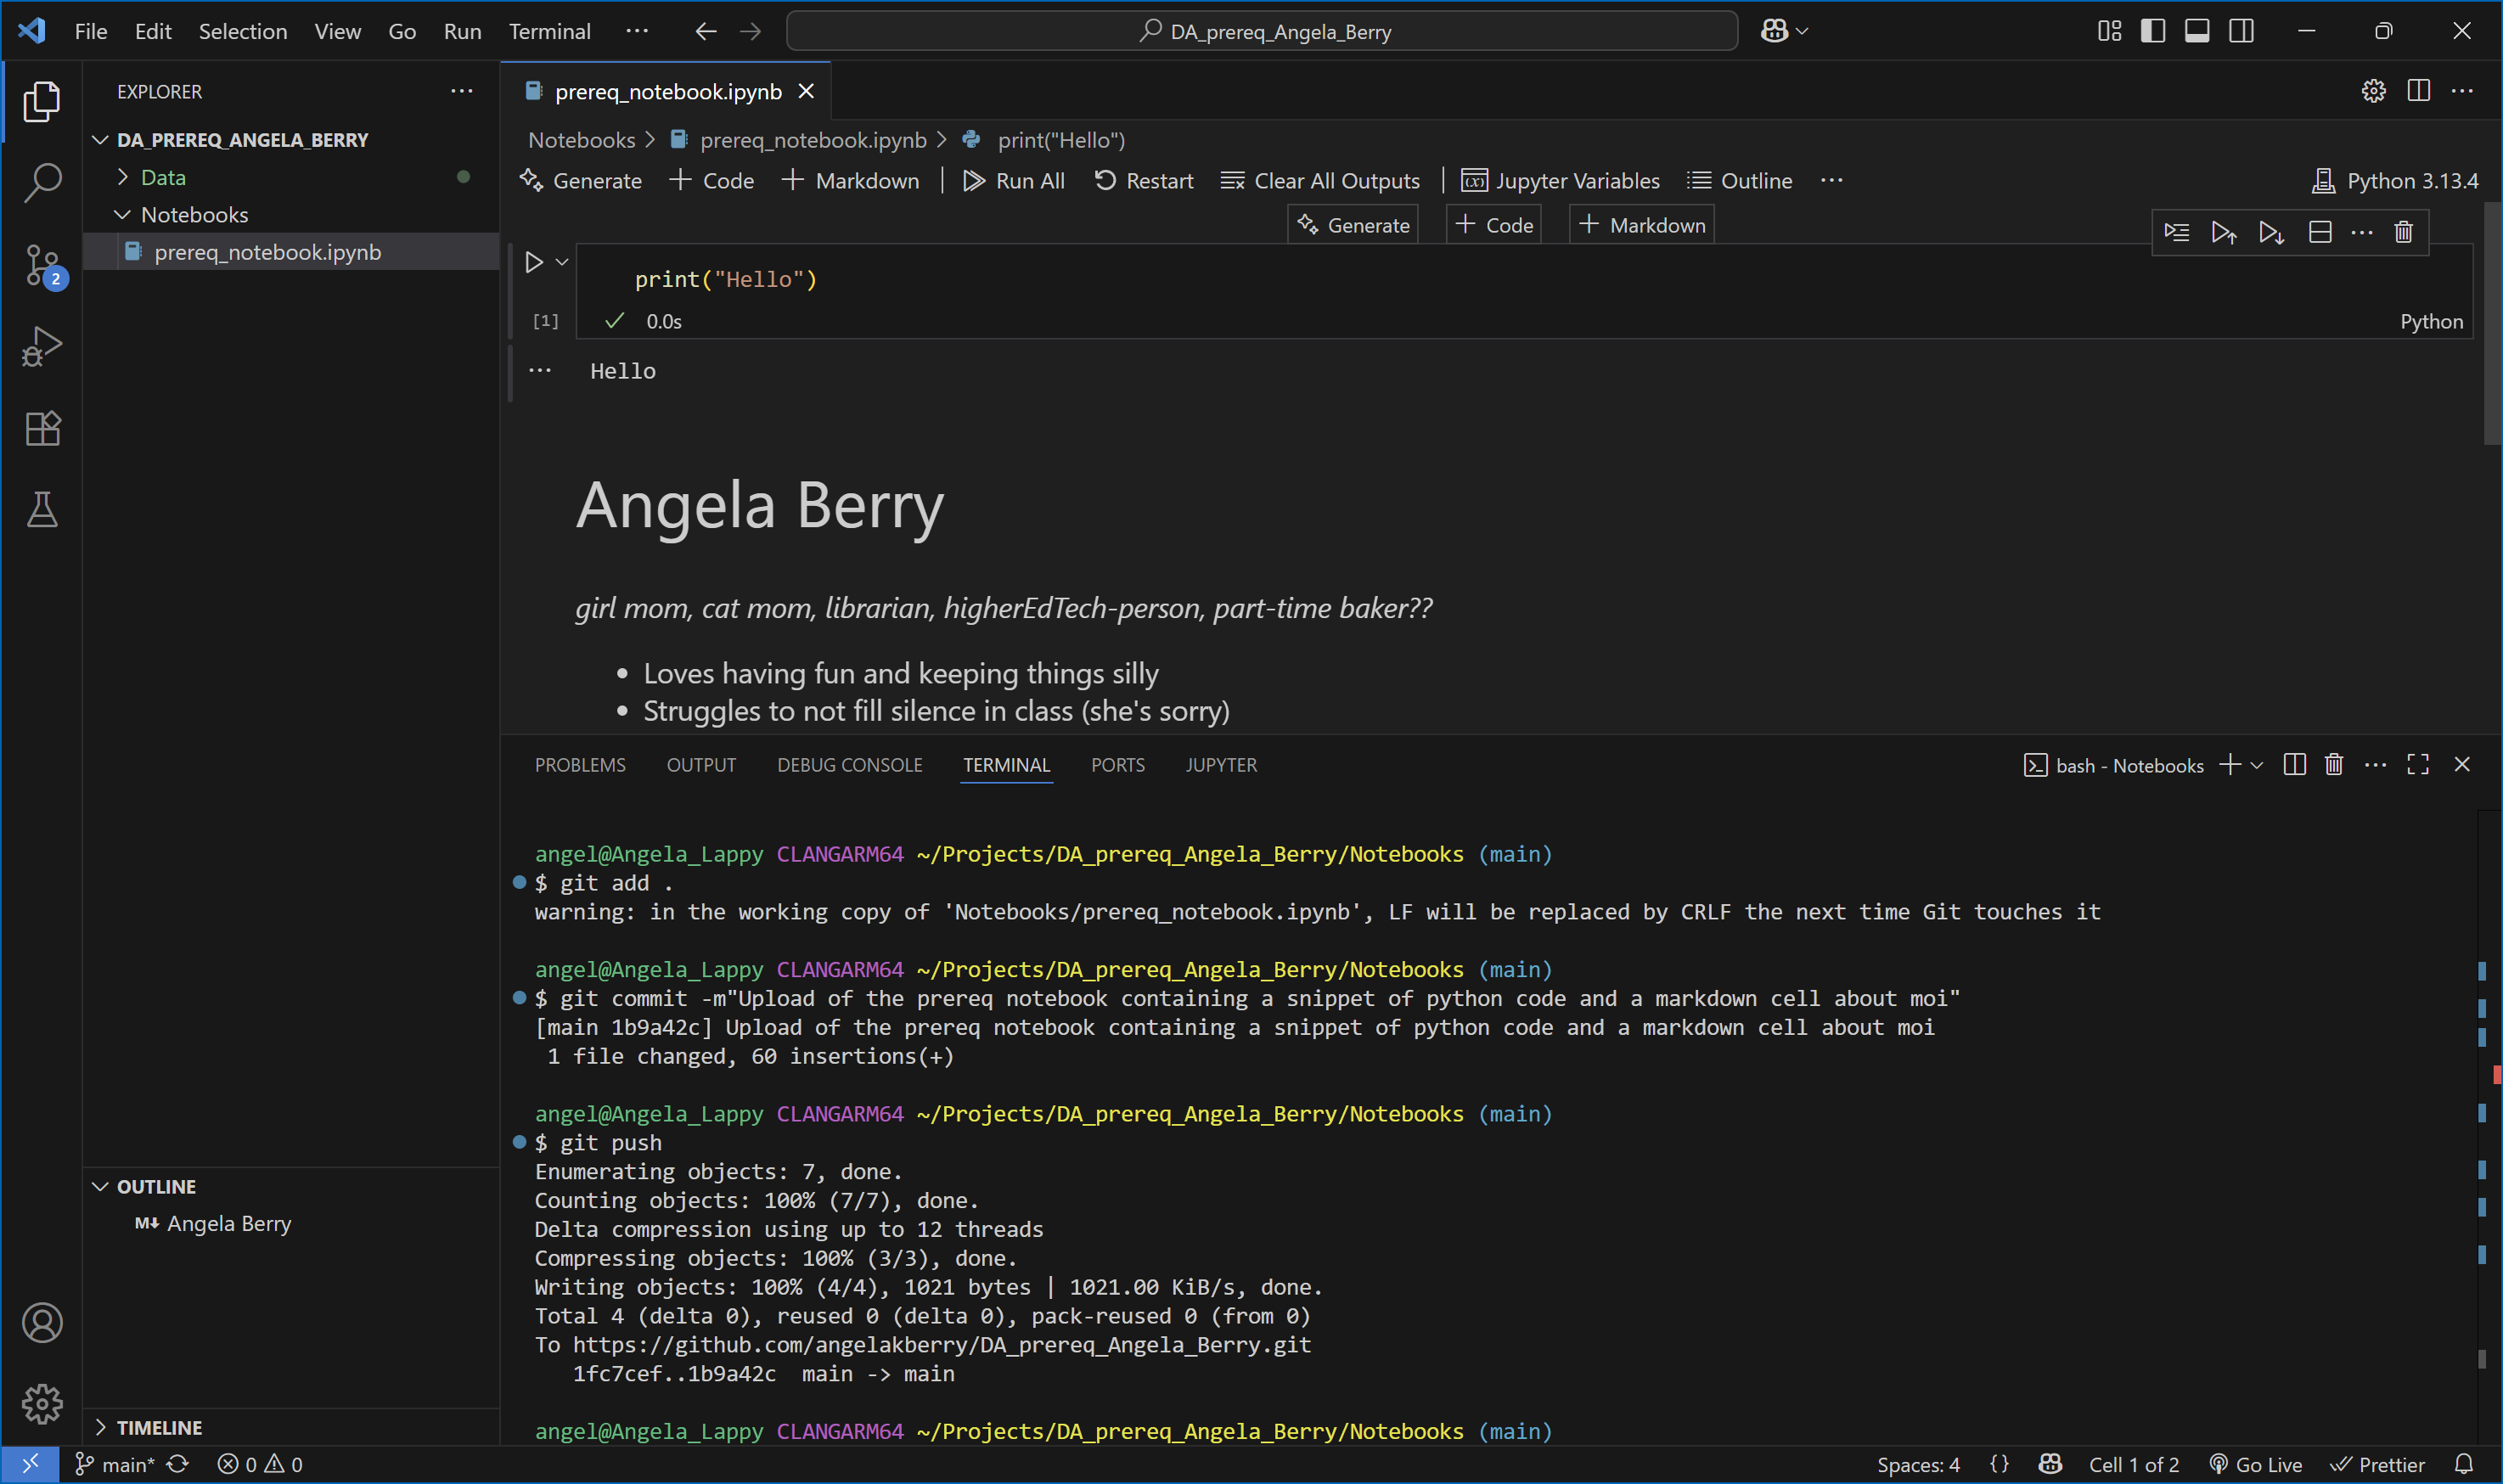 File Edit Selection View Go Run Terminal ··· DA_prereq_Angela_Berry
EXPLORER
DA_PREREQ_ANGELA_BERRY
Data
Notebooks
prereq_notebook.ipynb
2
OUTLINE
M↓ Angela Berry
TIMELINE
prereq_notebook.ipynb
Notebooks > prereq_notebook.ipynb > print("Hello")
Generate + Code + Markdown | Run All Restart Clear All Outputs | Jupyter Variables Outline ··· Python 3.13.4
Generate + Code + Markdown
print("Hello")
[1] 0.0s Python
Hello
Angela Berry
girl mom, cat mom, librarian, higherEdTech-person, part-time baker??
• Loves having fun and keeping things silly
• Struggles to not fill silence in class (she's sorry)
PROBLEMS OUTPUT DEBUG CONSOLE TERMINAL PORTS JUPYTER bash - Notebooks
angel@Angela_Lappy CLANGARM64 ~/Projects/DA_prereq_Angela_Berry/Notebooks (main)
$ git add .
warning: in the working copy of 'Notebooks/prereq_notebook.ipynb', LF will be replaced by CRLF the next time Git touches it
angel@Angela_Lappy CLANGARM64 ~/Projects/DA_prereq_Angela_Berry/Notebooks (main)
$ git commit -m"Upload of the prereq notebook containing a snippet of python code and a markdown cell about moi"
[main 1b9a42c] Upload of the prereq notebook containing a snippet of python code and a markdown cell about moi
1 file changed, 60 insertions(+)
angel@Angela_Lappy CLANGARM64 ~/Projects/DA_prereq_Angela_Berry/Notebooks (main)
$ git push
Enumerating objects: 7, done.
Counting objects: 100% (7/7), done.
Delta compression using up to 12 threads
Compressing objects: 100% (3/3), done.
Writing objects: 100% (4/4), 1021 bytes | 1021.00 KiB/s, done.
Total 4 (delta 0), reused 0 (delta 0), pack-reused 0 (from 0)
To https://github.com/angelakberry/DA_prereq_Angela_Berry.git
1fc7cef..1b9a42c main -> main
angel@Angela_Lappy CLANGARM64 ~/Projects/DA_prereq_Angela_Berry/Notebooks (main)
main* 0 0 Spaces: 4 {} Cell 1 of 2 Go Live Prettier